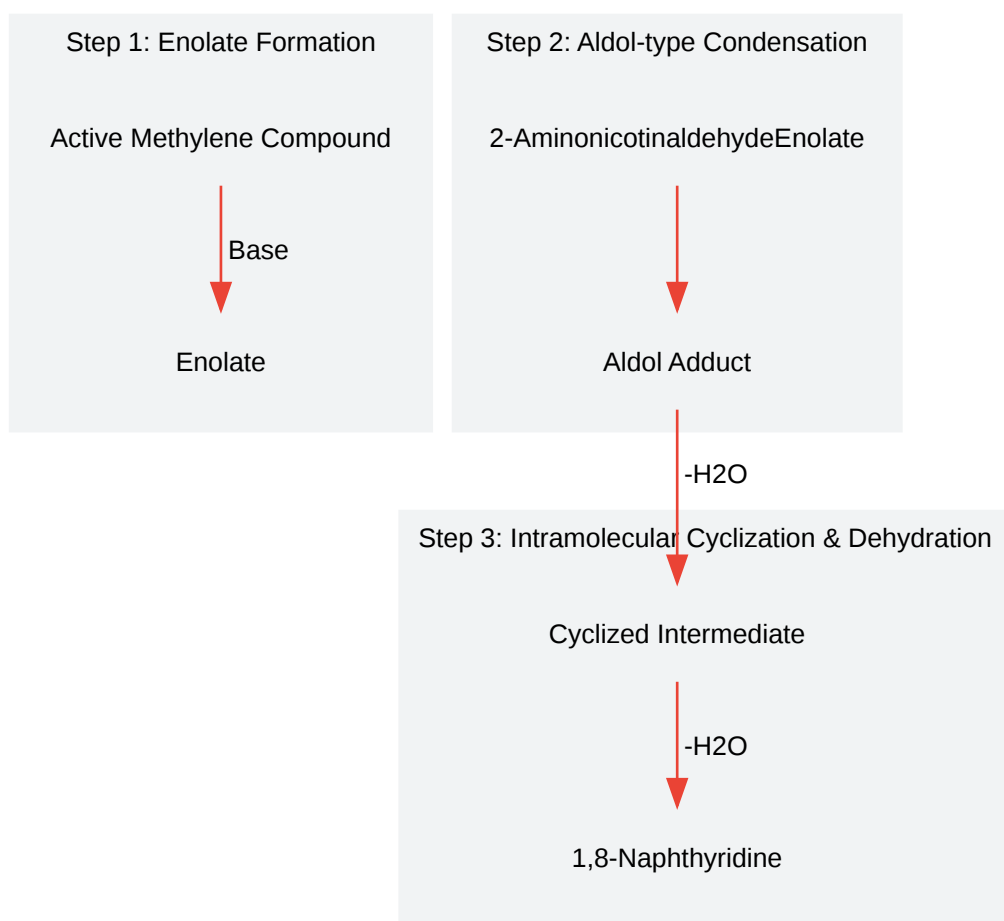 Step 1: Enolate Formation
Active Methylene Compound
Base
Enolate
Step 2: Aldol-type Condensation
2-AminonicotinaldehydeEnolate
Aldol Adduct
-H2O
Step 3: Intramolecular Cyclization & Dehydration
Cyclized Intermediate
-H2O
1,8-Naphthyridine